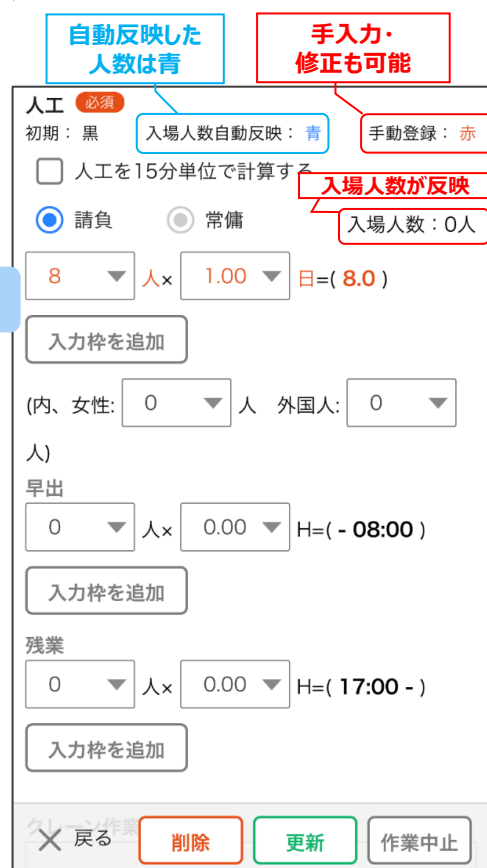 自動反映した
人数は青
手入力・
修正も可能
人工 必須
初期： 黒 入場人数自動反映： 青 手動登録： 赤
人工を15分単位で計算する
入場人数が反映
請負 常傭 入場人数：0人
8 人× 1.00 日=( 8.0 )
入力枠を追加
(内、女性: 0 人 外国人: 0
人)
早出
0 人× 0.00 H=( - 08:00 )
入力枠を追加
残業
0 人× 0.00 H=( 17:00 - )
入力枠を追加
クレーン作業
× 戻る 削除 更新 作業中止